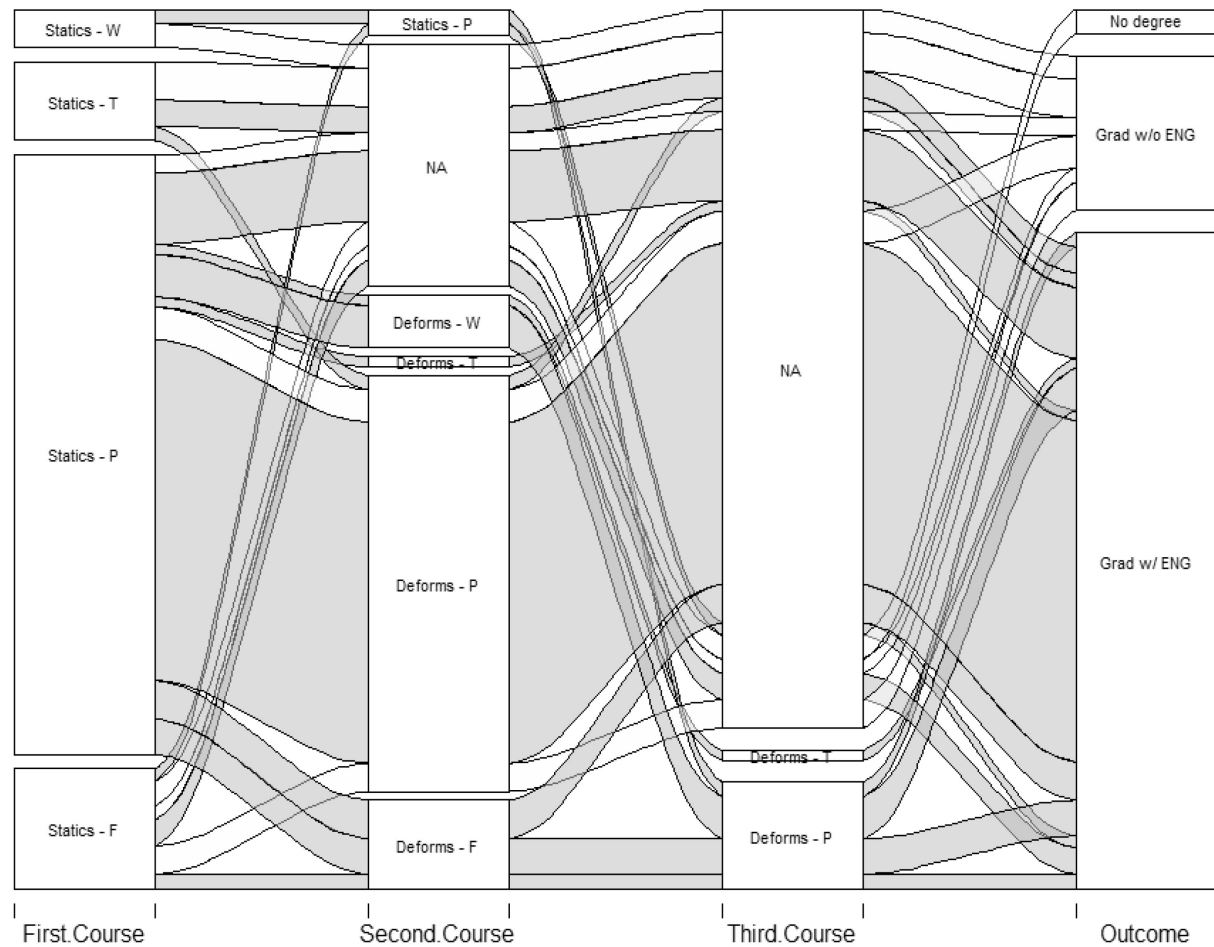 Statics - W
Statics - T
Statics - P
Statics - F
Statics - P
NA
Deforms - W
Deforms - T
Deforms - P
Deforms - F
NA
Deforms - T
Deforms - P
No degree
Grad w/o ENG
Grad w/ ENG
First.Course
Second.Course
Third.Course
Outcome